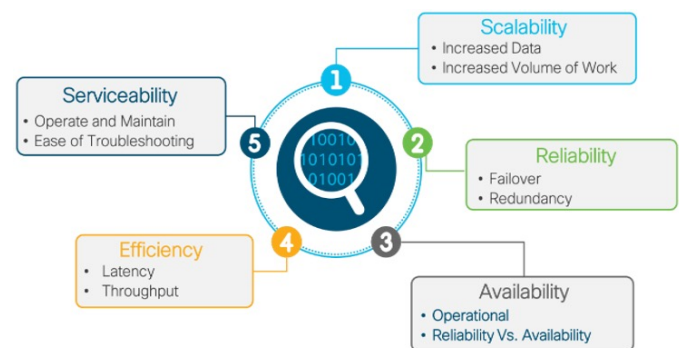 1
Scalability
• Increased Data
• Increased Volume of Work
2
Reliability
• Failover
• Redundancy
3
Availability
• Operational
• Reliability Vs. Availability
4
Efficiency
• Latency
• Throughput
5
Serviceability
• Operate and Maintain
• Ease of Troubleshooting
10010
1010101
01001